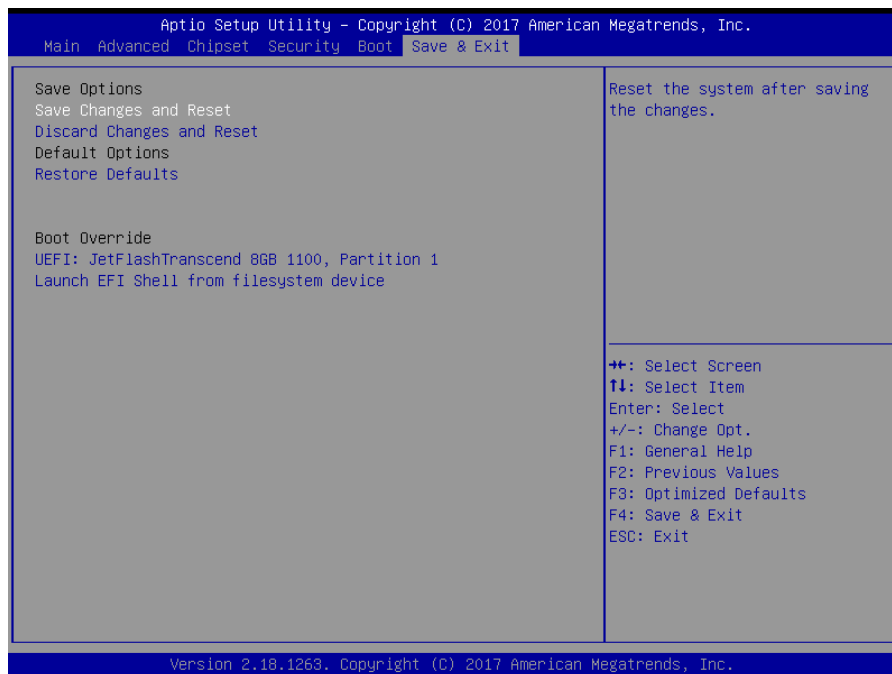 Aptio Setup Utility – Copyright (C) 2017 American Megatrends, Inc.
Main Advanced Chipset Security Boot Save & Exit
Save Options
Save Changes and Reset
Discard Changes and Reset
Default Options
Restore Defaults
Boot Override
UEFI: JetFlashTranscend 8GB 1100, Partition 1
Launch EFI Shell from filesystem device
Reset the system after saving
the changes.
→←: Select Screen
↑↓: Select Item
Enter: Select
+/-: Change Opt.
F1: General Help
F2: Previous Values
F3: Optimized Defaults
F4: Save & Exit
ESC: Exit
Version 2.18.1263. Copyright (C) 2017 American Megatrends, Inc.